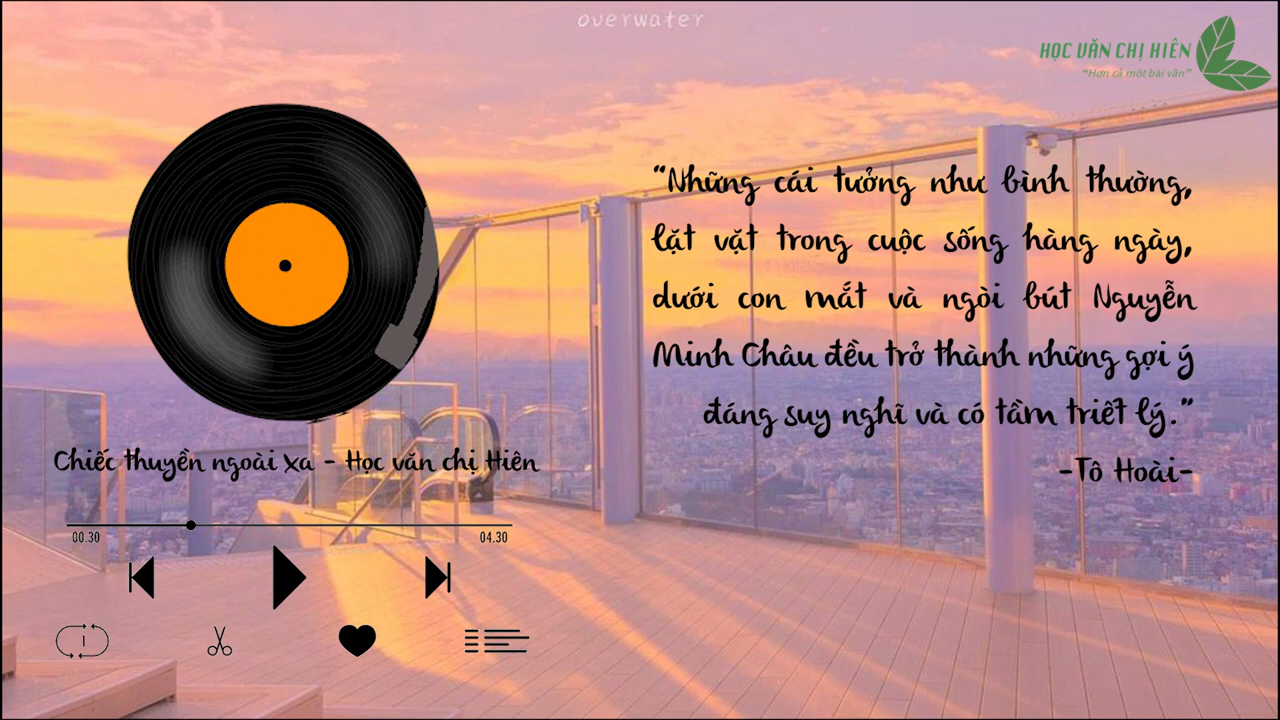 overwater
HỌC VĂN CHỊ HIÊN
“Hơn cả một bài văn”
“Những cái tưởng như bình thường,
lặt vặt trong cuộc sống hàng ngày,
dưới con mắt và ngòi bút Nguyễn
Minh Châu đều trở thành những gợi ý
đáng suy nghĩ và có tầm triết lý.”
-Tô Hoài-
Chiếc thuyền ngoài xa - Học văn chị Hiên
00.30
04.30
1